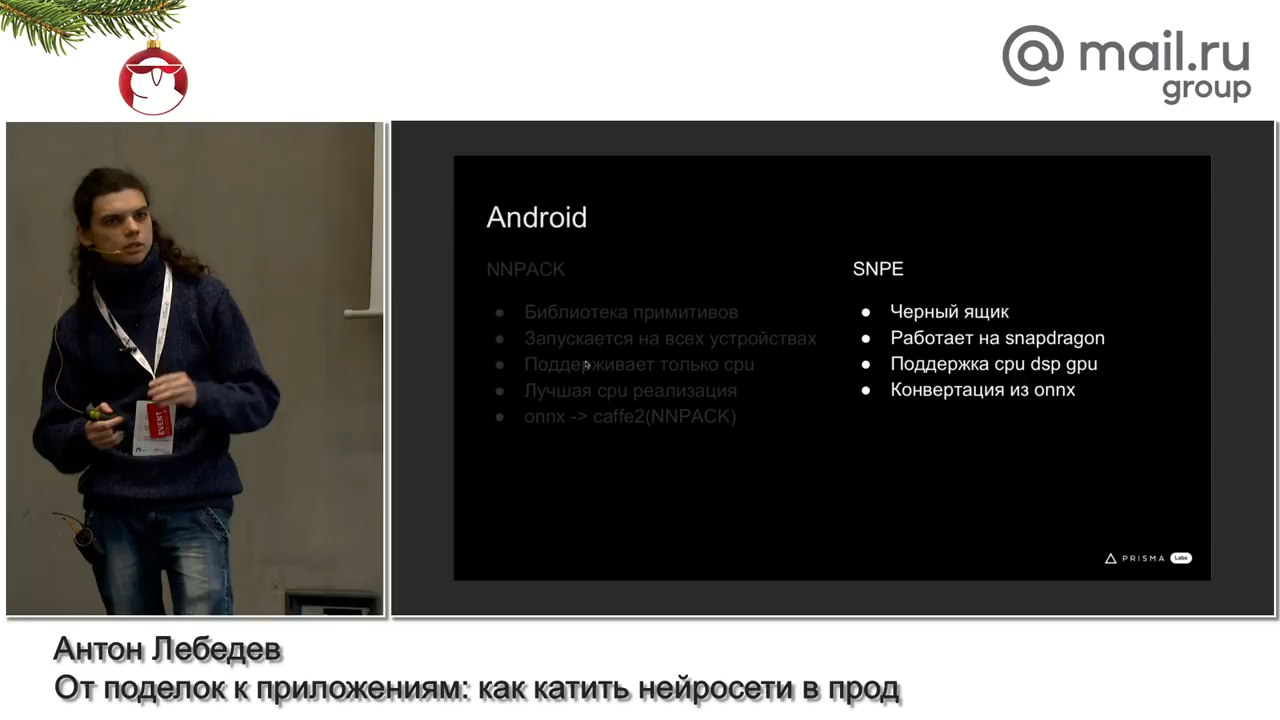 @ mail.ru
group
Android
NNPACK
● Библиотека примитивов
● Запускается на всех устройствах
● Поддерживает только cpu
● Лучшая cpu реализация
● onnx -> caffe2(NNPACK)
SNPE
● Черный ящик
● Работает на snapdragon
● Поддержка cpu dsp gpu
● Конвертация из onnx
PRISMA Labs
EVENT
Антон Лебедев
От поделок к приложениям: как катить нейросети в прод